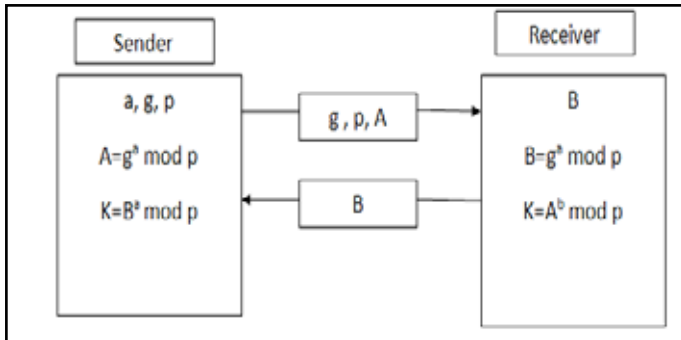 Sender
Receiver
a, g, p
A=gᵃ mod p
K=Bᵃ mod p
g , p, A
B
B
B=gᵃ mod p
K=Aᵇ mod p